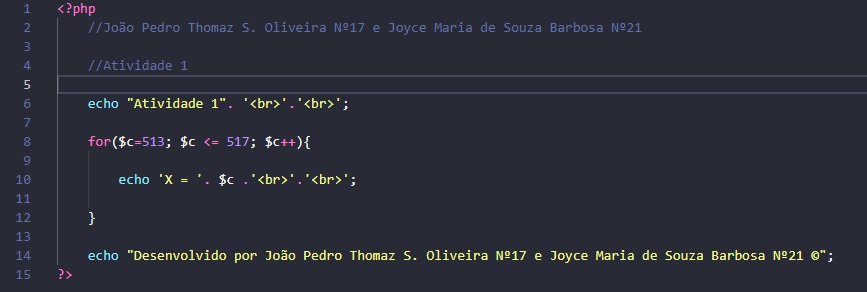 1 <?php
2 //João Pedro Thomaz S. Oliveira Nº17 e Joyce Maria de Souza Barbosa Nº21
3
4 //Atividade 1
5
6 echo "Atividade 1". '<br>'.'<br>';
7
8 for($c=513; $c <= 517; $c++){
9
10 echo 'X = '. $c .'<br>'.'<br>';
11
12 }
13
14 echo "Desenvolvido por João Pedro Thomaz S. Oliveira Nº17 e Joyce Maria de Souza Barbosa Nº21 ©";
15 ?>